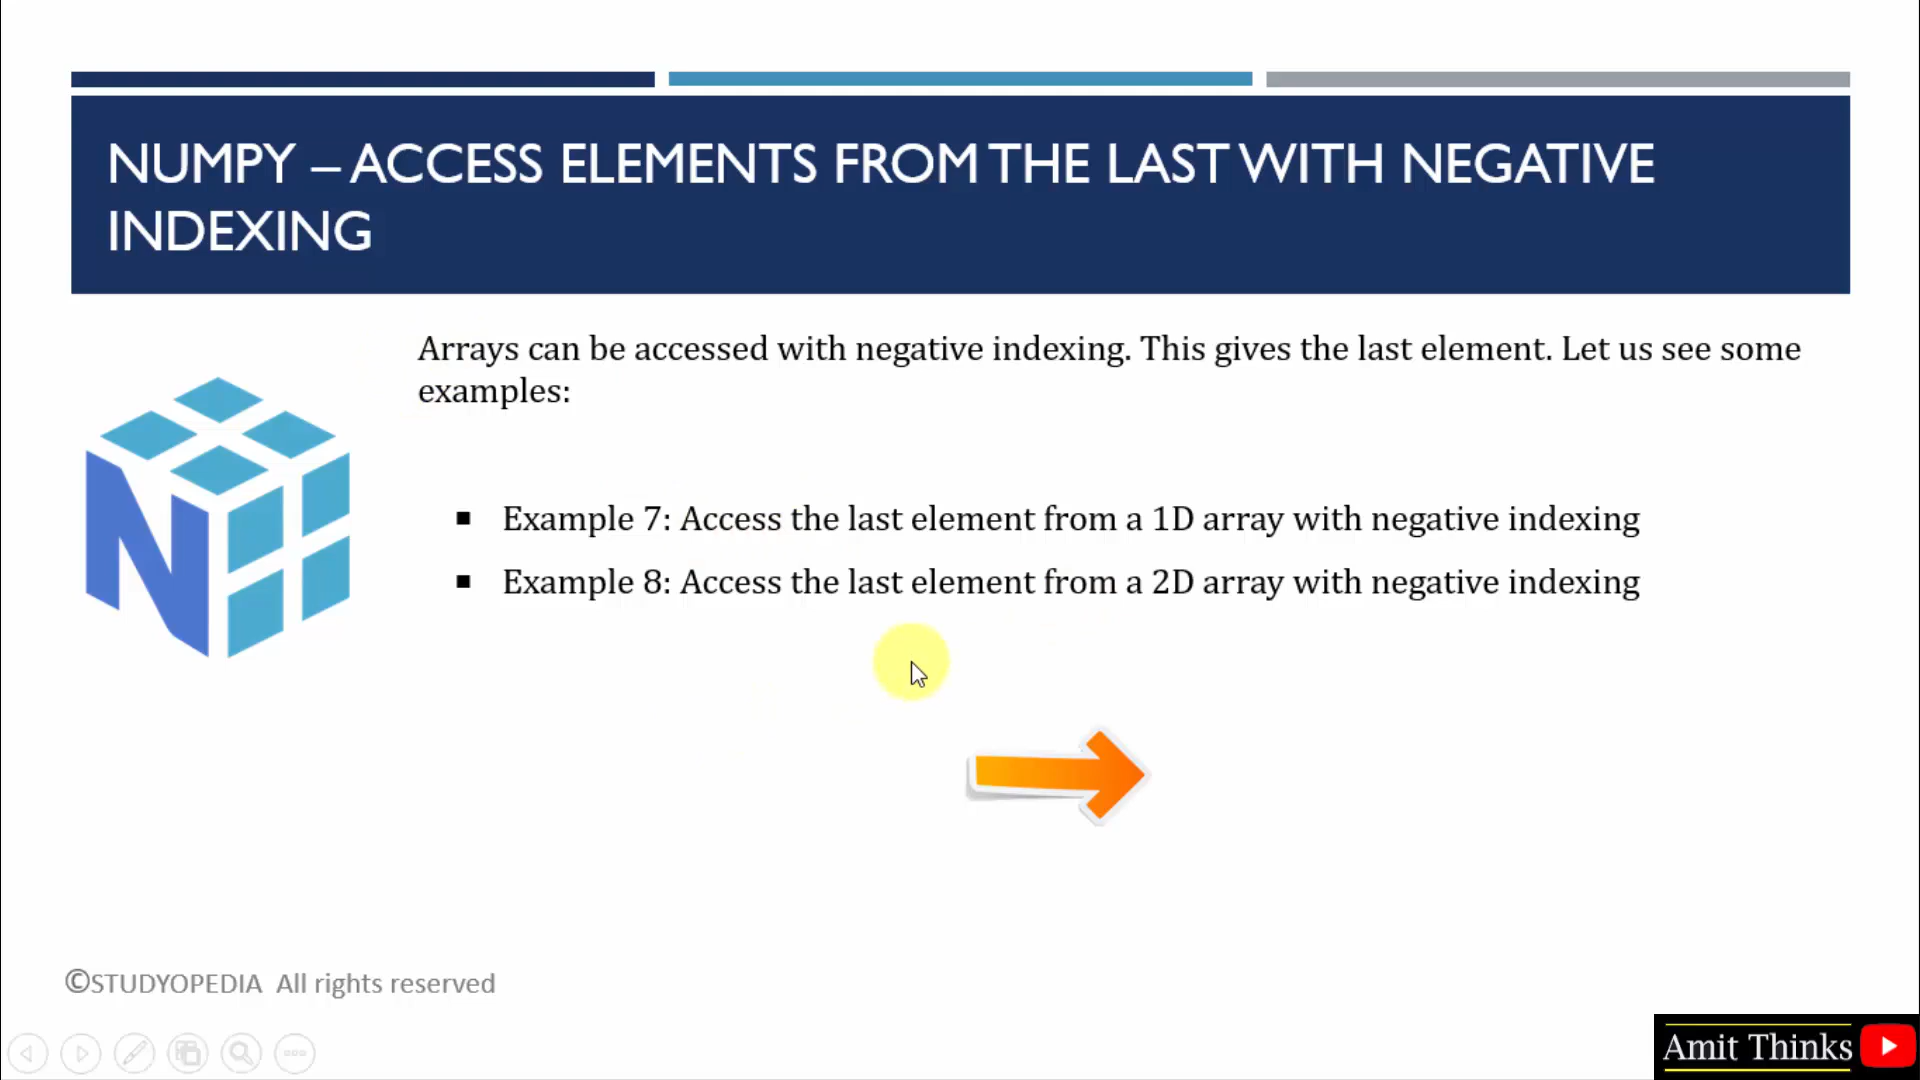 NUMPY – ACCESS ELEMENTS FROM THE LAST WITH NEGATIVE
INDEXING
Arrays can be accessed with negative indexing. This gives the last element. Let us see some
examples:
▪ Example 7: Access the last element from a 1D array with negative indexing
▪ Example 8: Access the last element from a 2D array with negative indexing
©STUDYOPEDIA All rights reserved
Amit Thinks